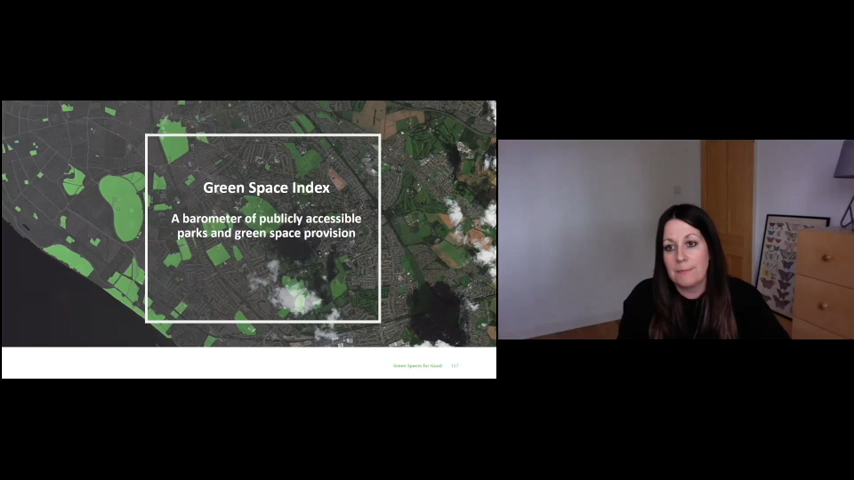 Green Space Index
A barometer of publicly accessible
parks and green space provision
Green Spaces for Good